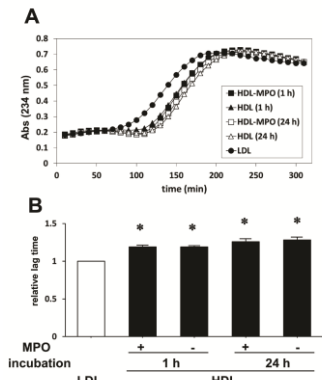 A
0.8
0.7
0.6
0.5
0.4
0.3
0.2
0.1
0
Abs (234 nm)
HDL-MPO (1 h)
HDL (1 h)
HDL-MPO (24 h)
HDL (24 h)
LDL
0 50 100 150 200 250 300
time (min)
B
1.5
1
0.5
0
relative lag time
* * * *
MPO + - + -
incubation 1 h 24 h
LDL HDL